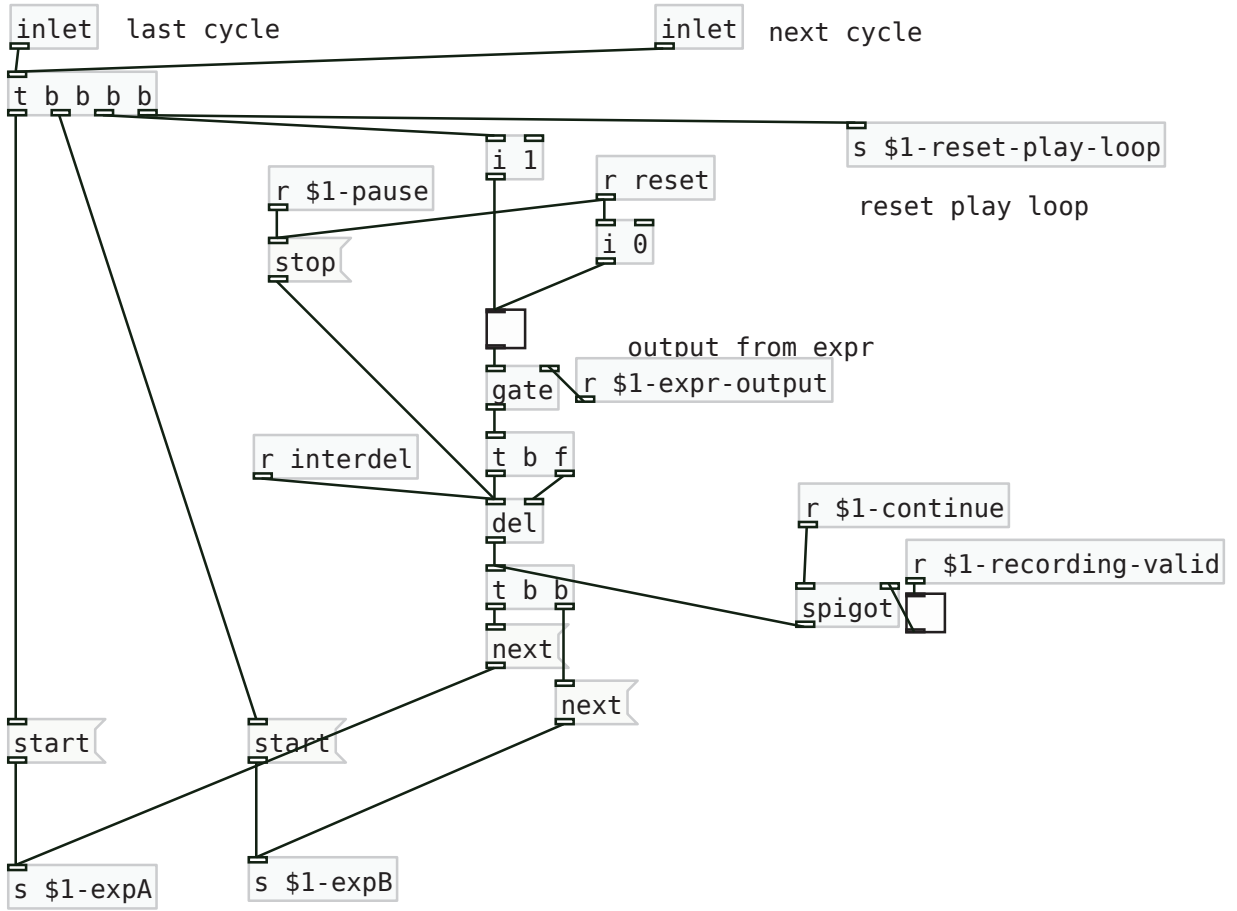 inlet
last cycle
inlet
next cycle
t b b b b
i 1
s $1-reset-play-loop
r $1-pause
r reset
reset play loop
stop
i 0
output from expr
gate
r $1-expr-output
r interdel
t b f
del
r $1-continue
t b b
r $1-recording-valid
spigot
next
next
start
start
s $1-expA
s $1-expB